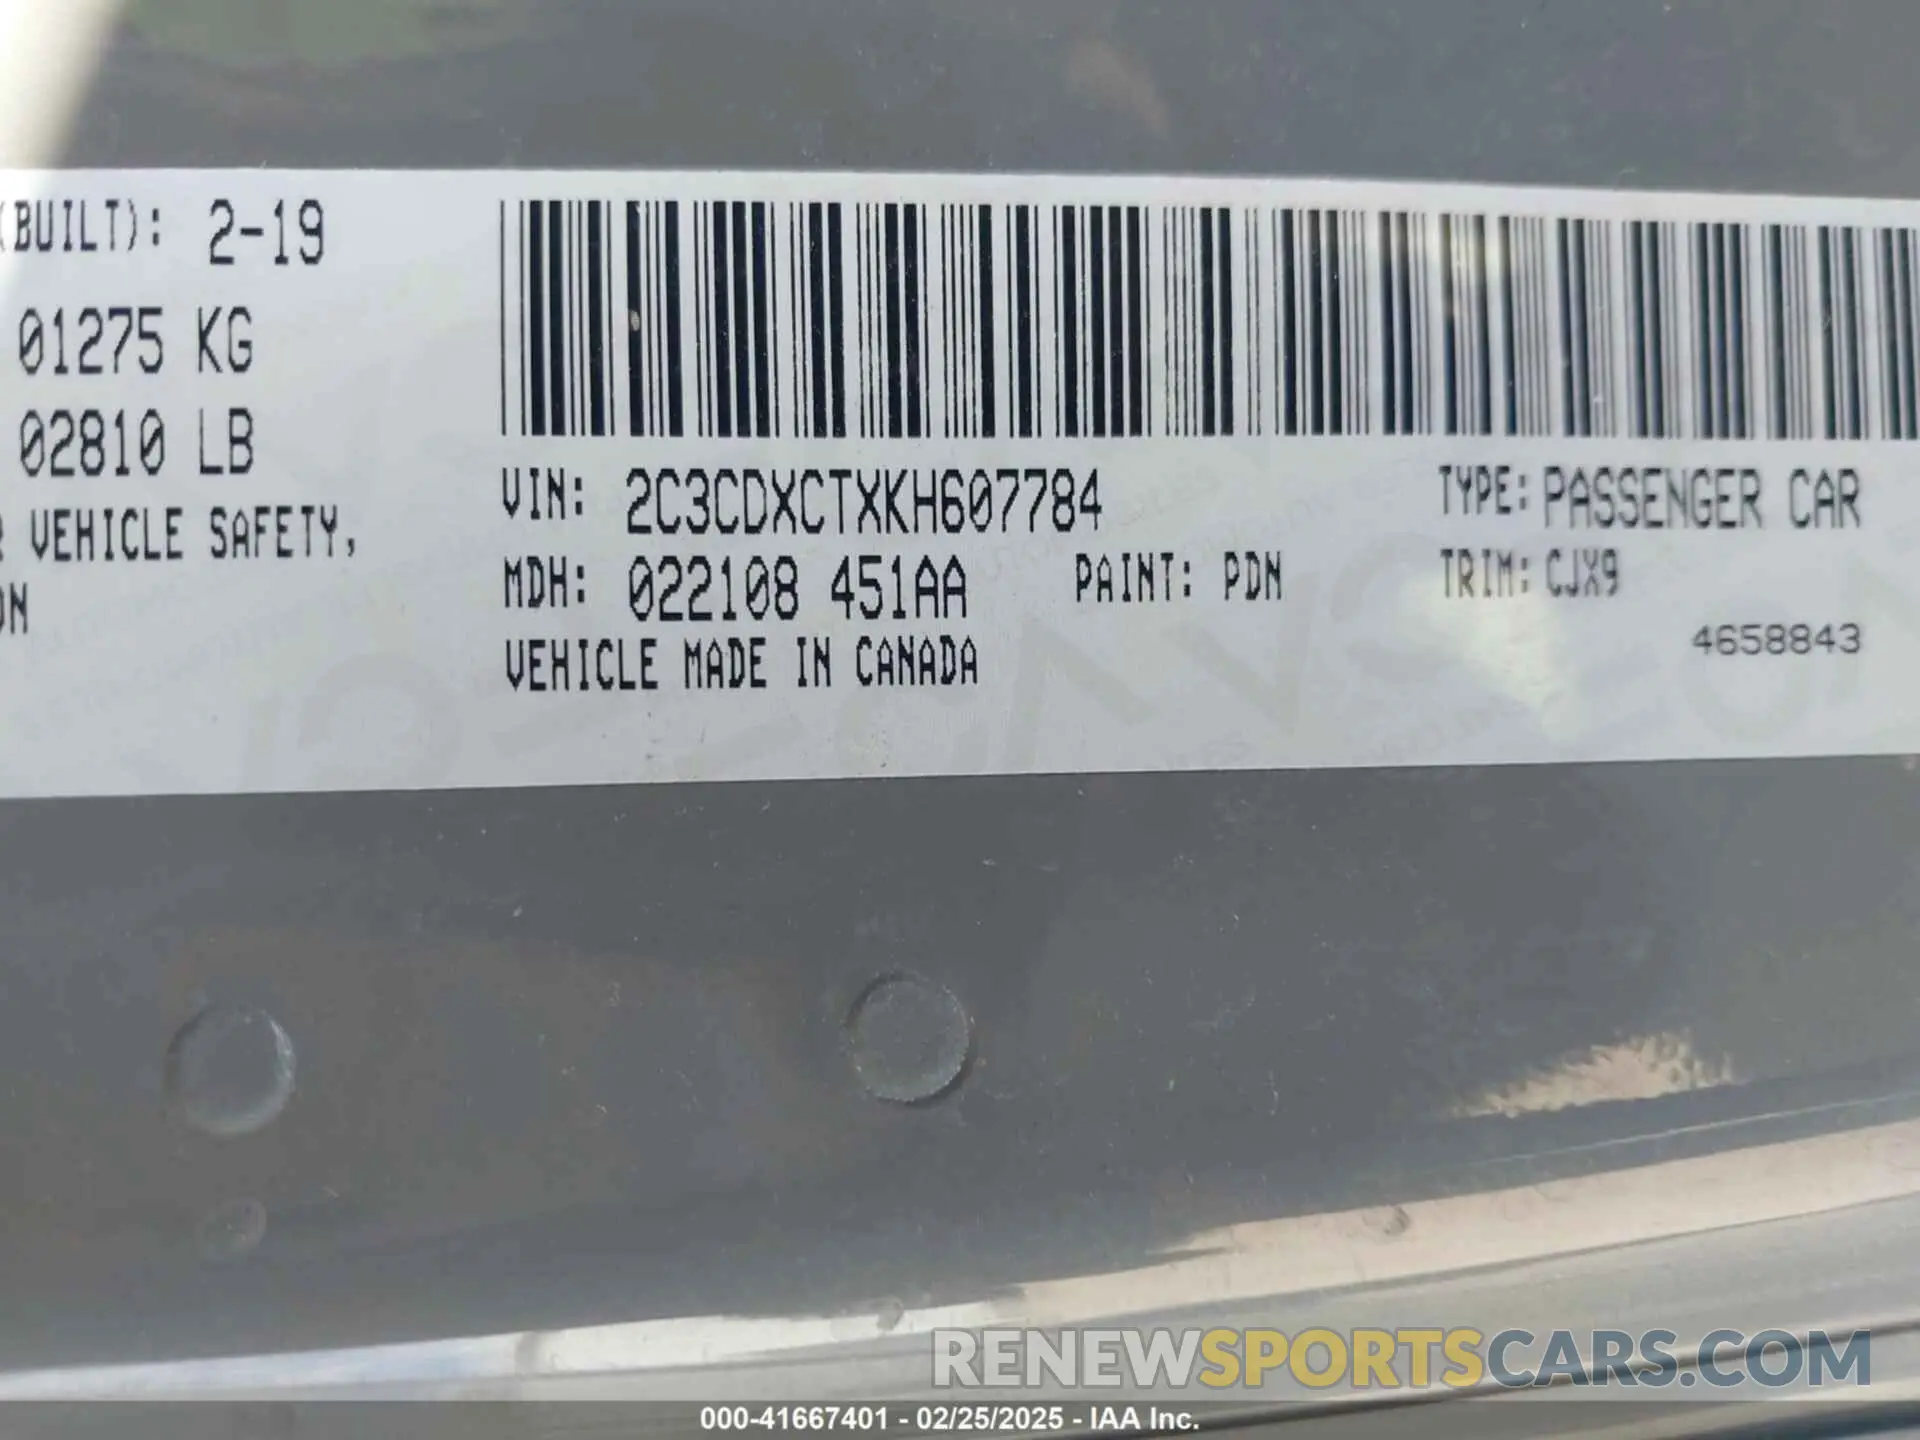 (BUILT): 2-19
01275 KG
02810 LB
VEHICLE SAFETY,
VIN: 2C3CDXCTXKH607784 TYPE: PASSENGER CAR
MDH: 022108 451AA PAINT: PDN TRIM: CJX9
4658843
VEHICLE MADE IN CANADA
RENEWSPORTSCARS.COM
000-41667401 - 02/25/2025 - IAA Inc.